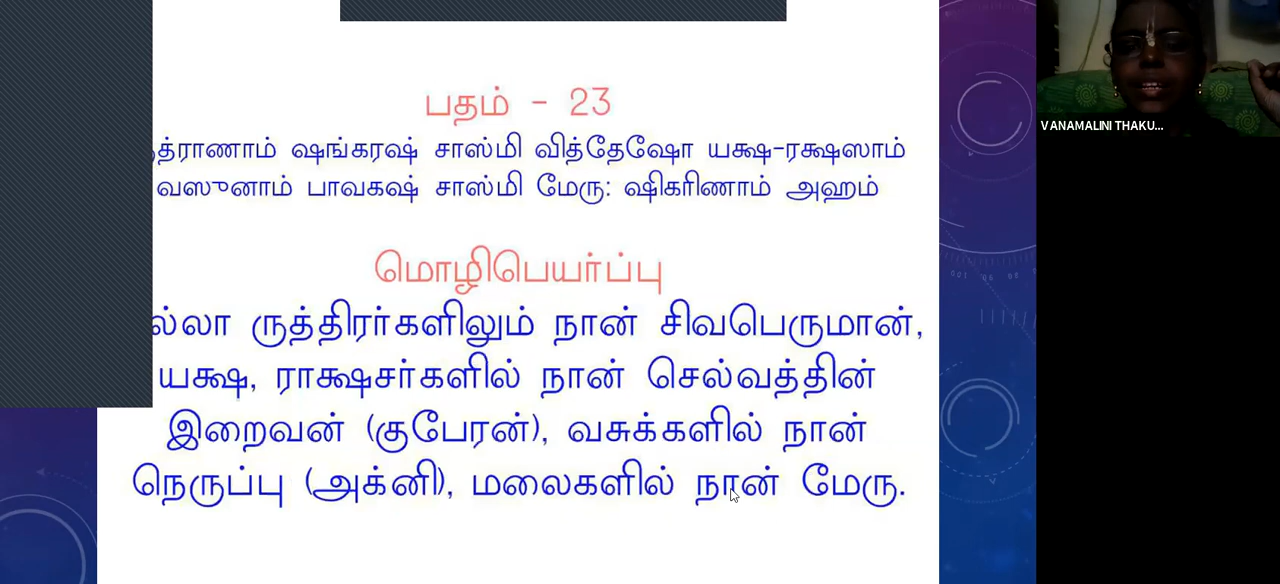 பதம் - 23
ஷங்கரஷ் சாஸ்மி வித்தேஷோ யக்ஷ-ரக்ஷஸாம்
வஸுனாம் பாவகஷ் சாஸ்மி மேரு: ஷிகரிணாம் அஹம்
மொழிபெயர்ப்பு
ருத்திரர்களிலும் நான் சிவபெருமான்,
யக்ஷ, ராக்ஷசர்களில் நான் செல்வத்தின்
இறைவன் (குபேரன்), வசுக்களில் நான்
நெருப்பு (அக்னி), மலைகளில் நான் மேரு.
VANAMALINI THAKU...